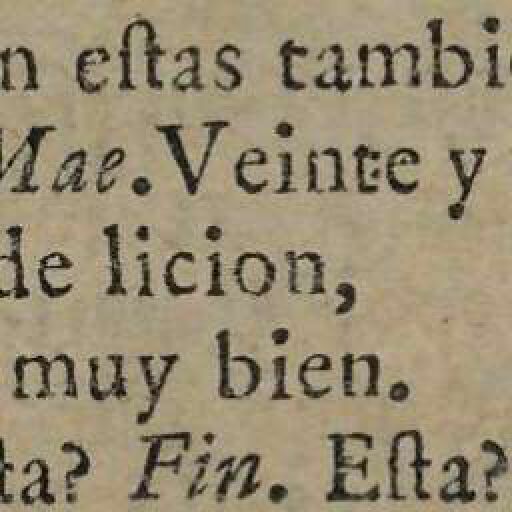 n eſtas tambi
Mae. Veinte y
de licion,
muy bien.
ta? Fin. Eſta?